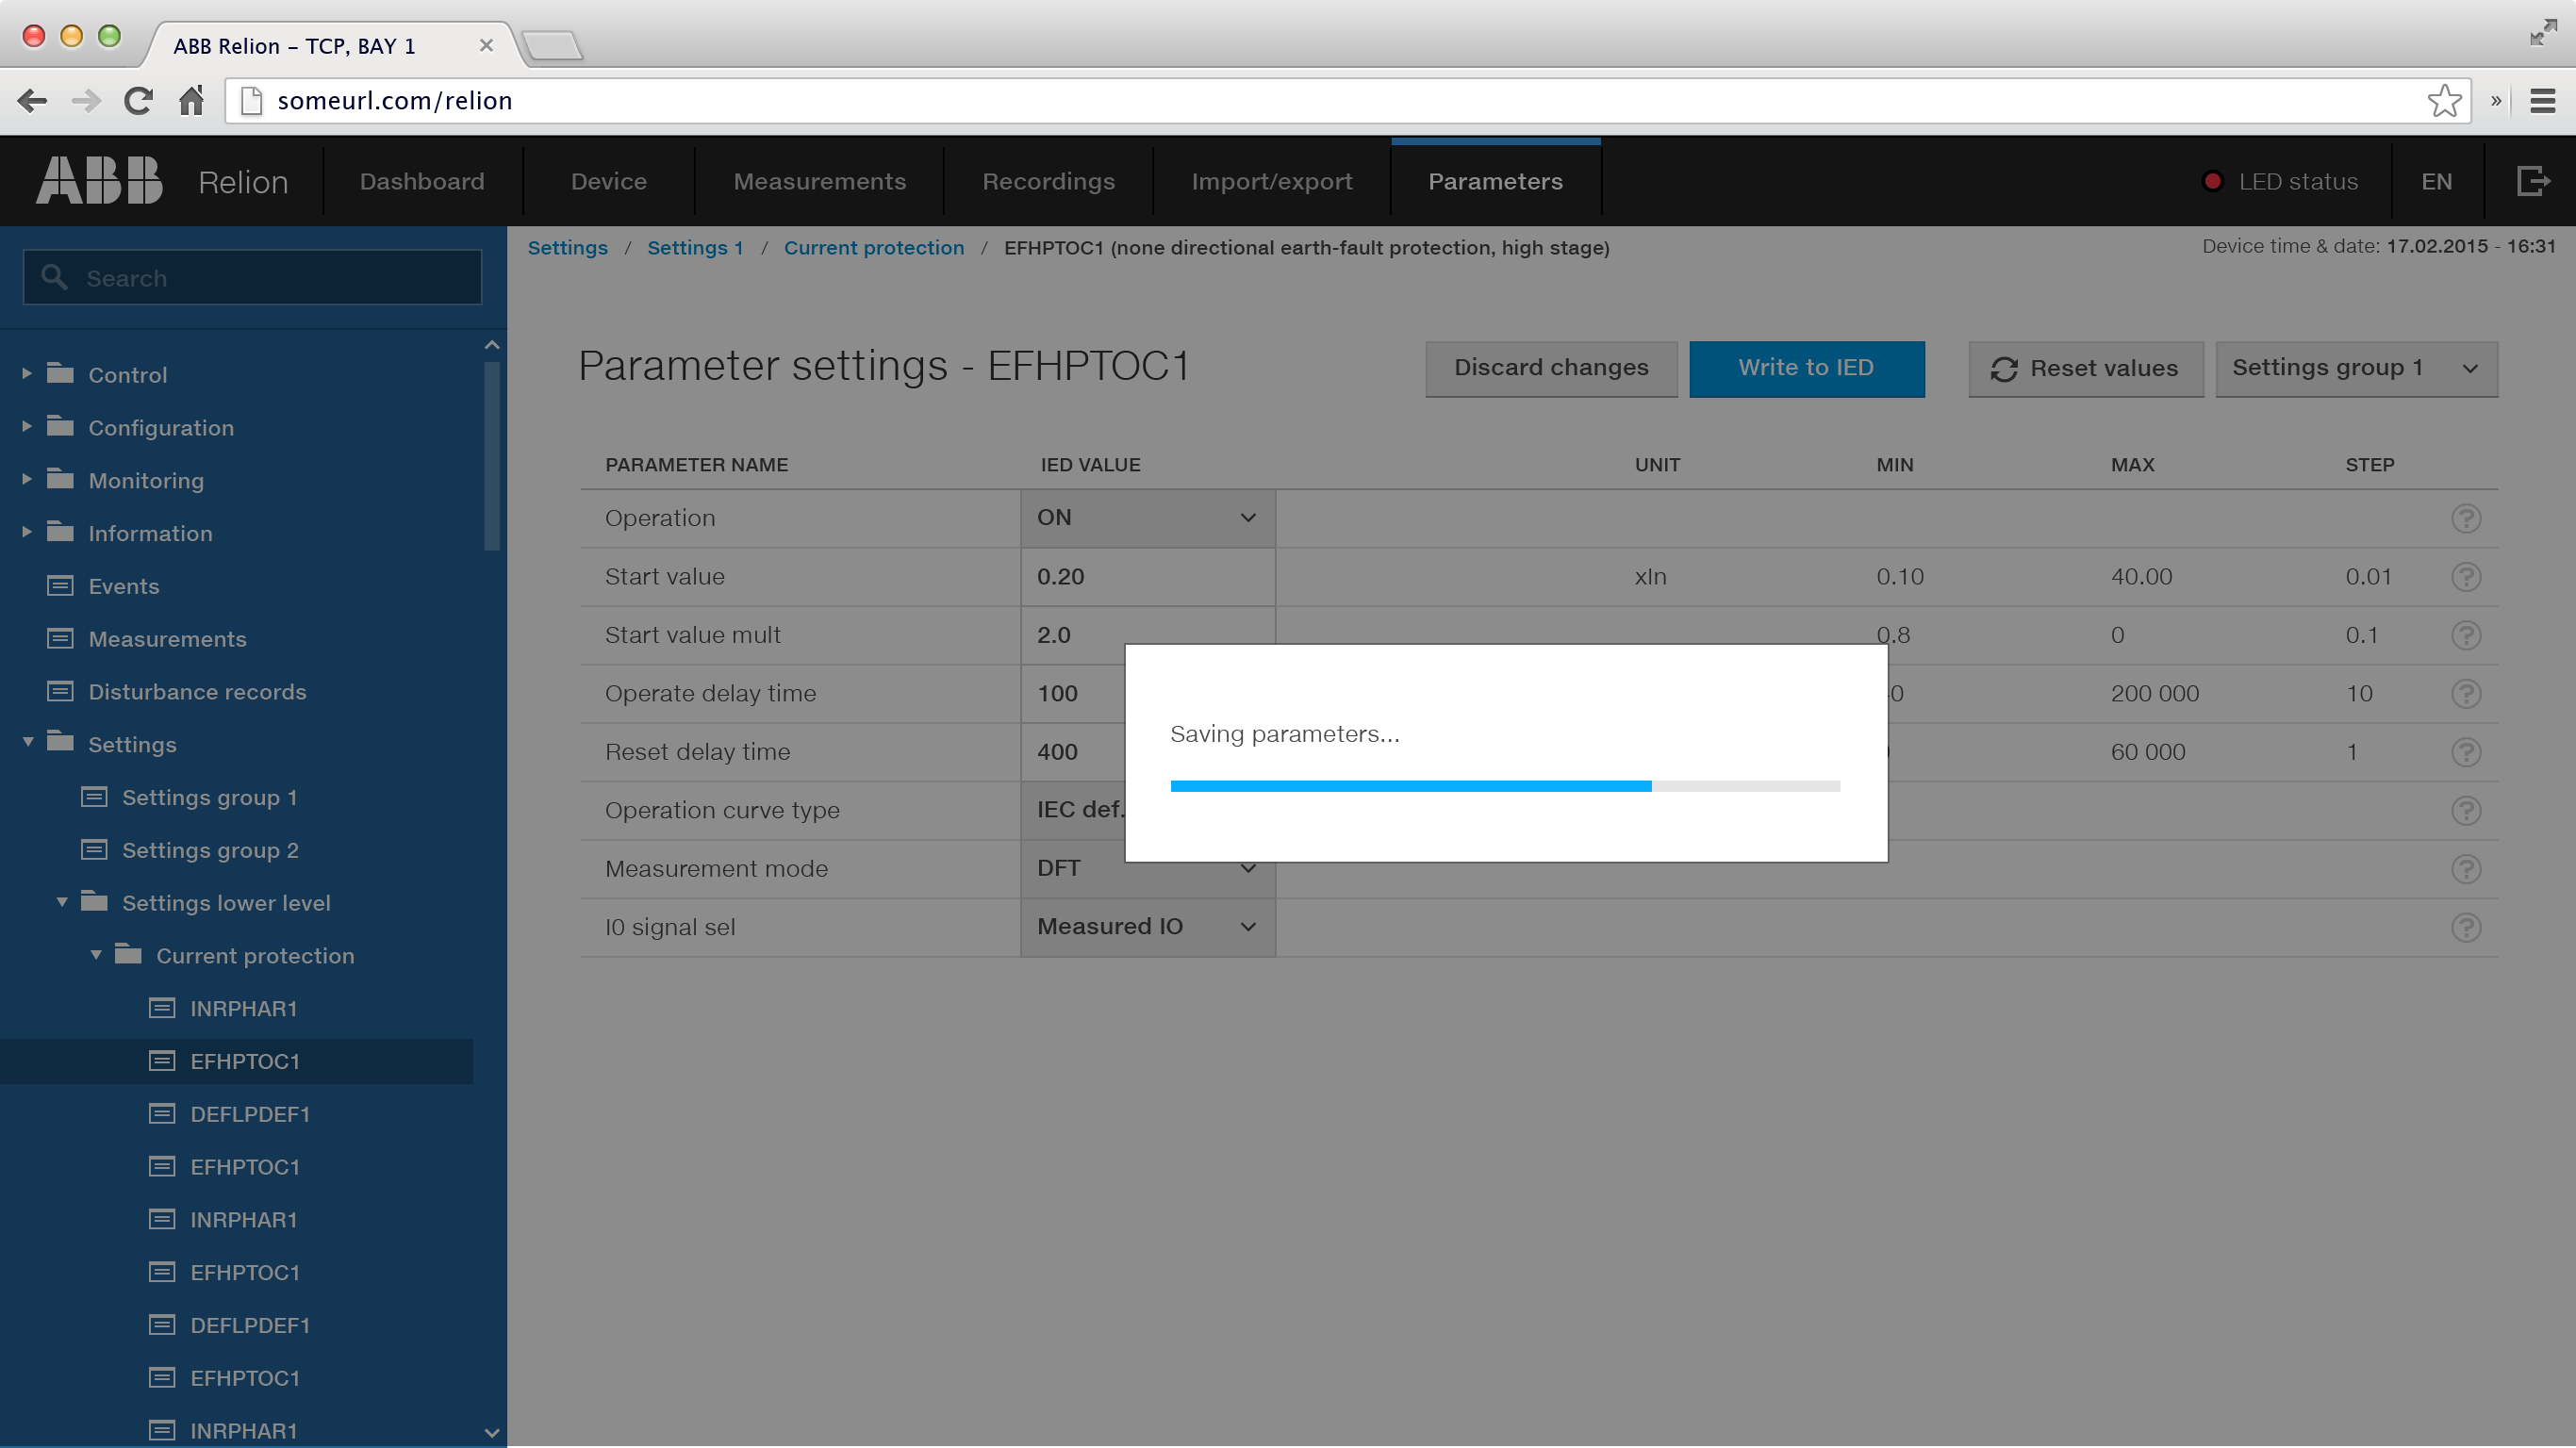 ABB Relion – TCP, BAY 1
someurl.com/relion »
ABB Relion Dashboard Device Measurements Recordings Import/export Parameters LED status EN
Search
Settings / Settings 1 / Current protection / EFHPTOC1 (none directional earth-fault protection, high stage)
Device time & date: 17.02.2015 - 16:31
Control
Configuration
Monitoring
Information
Events
Measurements
Disturbance records
Settings
Settings group 1
Settings group 2
Settings lower level
Current protection
INRPHAR1
EFHPTOC1
DEFLPDEF1
EFHPTOC1
INRPHAR1
EFHPTOC1
DEFLPDEF1
EFHPTOC1
INRPHAR1
Parameter settings - EFHPTOC1
Discard changes Write to IED Reset values Settings group 1
PARAMETER NAME IED VALUE UNIT MIN MAX STEP
Operation ON ?
Start value 0.20 xIn 0.10 40.00 0.01 ?
Start value mult 2.0 0.8 0 0.1 ?
Operate delay time 100 200 000 10 ?
Reset delay time 400 60 000 1 ?
Operation curve type IEC def. ?
Measurement mode DFT ?
I0 signal sel Measured IO ?
Saving parameters...